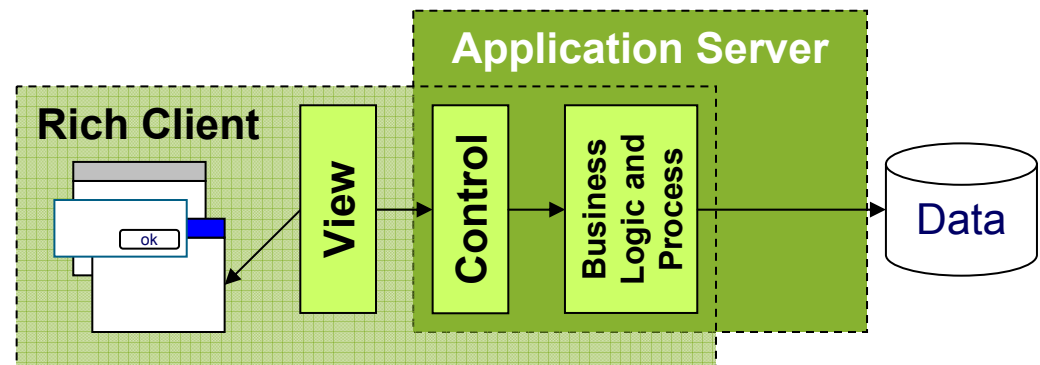 Application Server
Rich Client
ok
View
Control
Business
Logic and
Process
Data